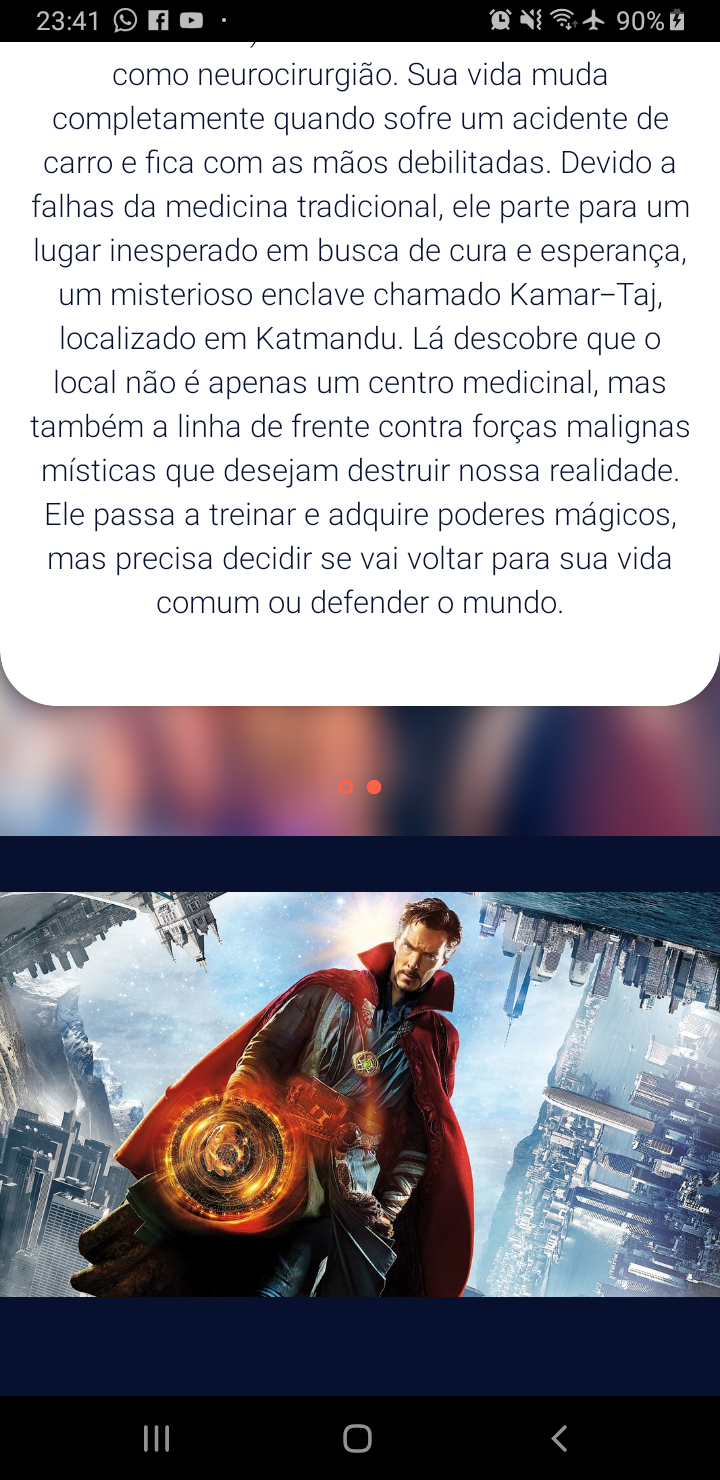 23:41
90%
como neurocirurgião. Sua vida muda
completamente quando sofre um acidente de
carro e fica com as mãos debilitadas. Devido a
falhas da medicina tradicional, ele parte para um
lugar inesperado em busca de cura e esperança,
um misterioso enclave chamado Kamar–Taj,
localizado em Katmandu. Lá descobre que o
local não é apenas um centro medicinal, mas
também a linha de frente contra forças malignas
místicas que desejam destruir nossa realidade.
Ele passa a treinar e adquire poderes mágicos,
mas precisa decidir se vai voltar para sua vida
comum ou defender o mundo.